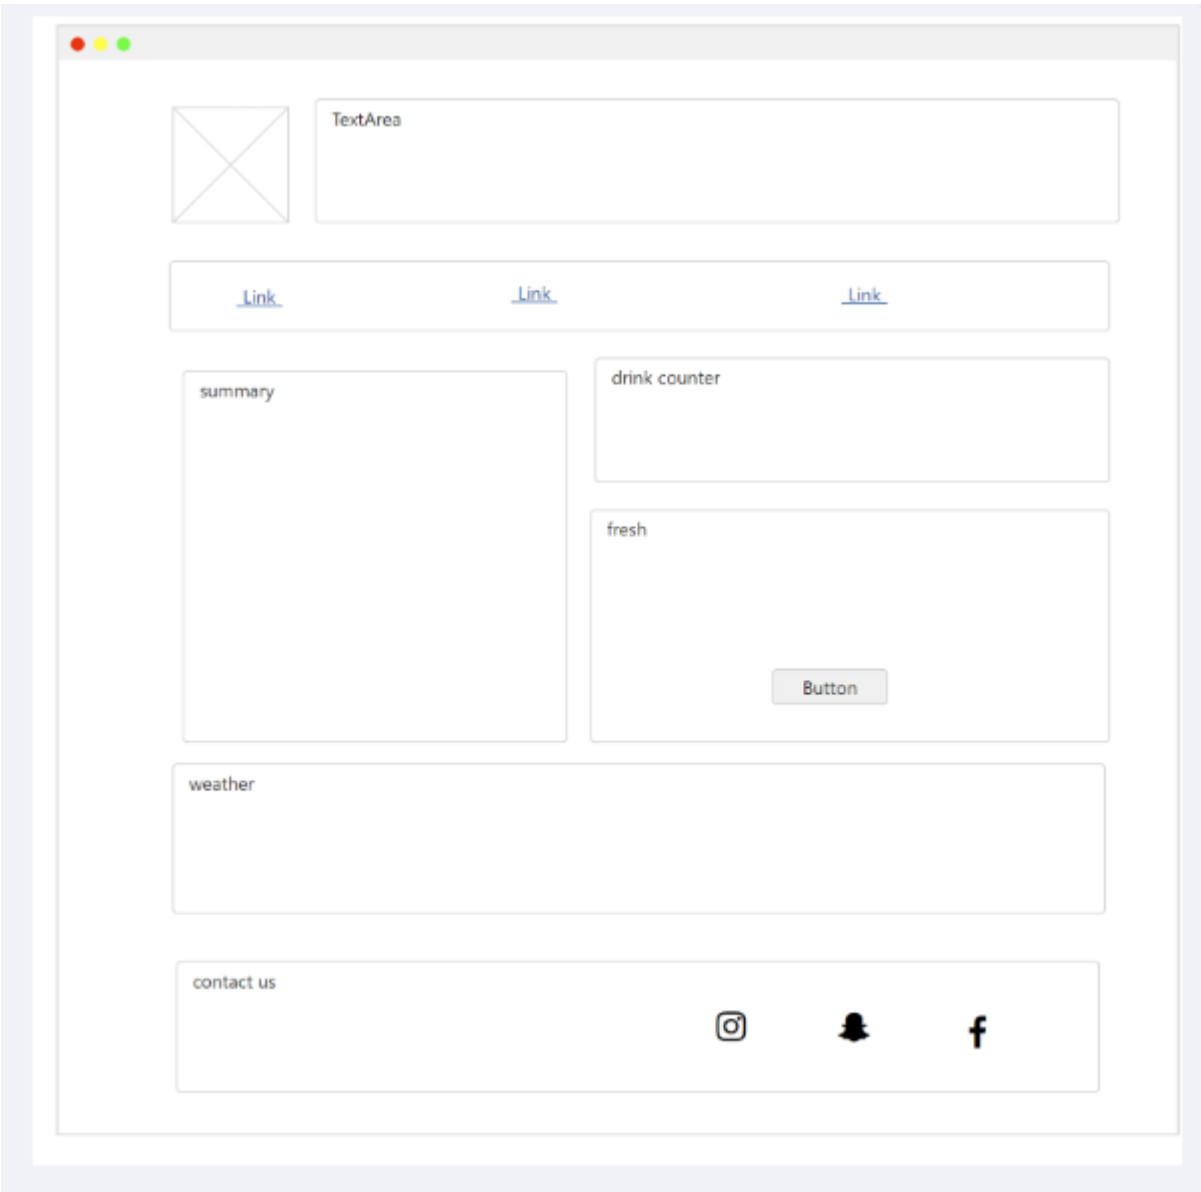 TextArea
Link
Link
Link
summary
drink counter
fresh
Button
weather
contact us